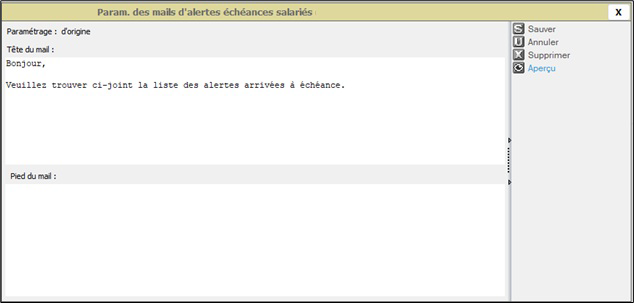 Param. des mails d'alertes échéances salariés
X
Paramétrage : d'origine
Tête du mail :
Bonjour,
Veuillez trouver ci-joint la liste des alertes arrivées à échéance.
Pied du mail :
S Sauver
U Annuler
X Supprimer
Aperçu